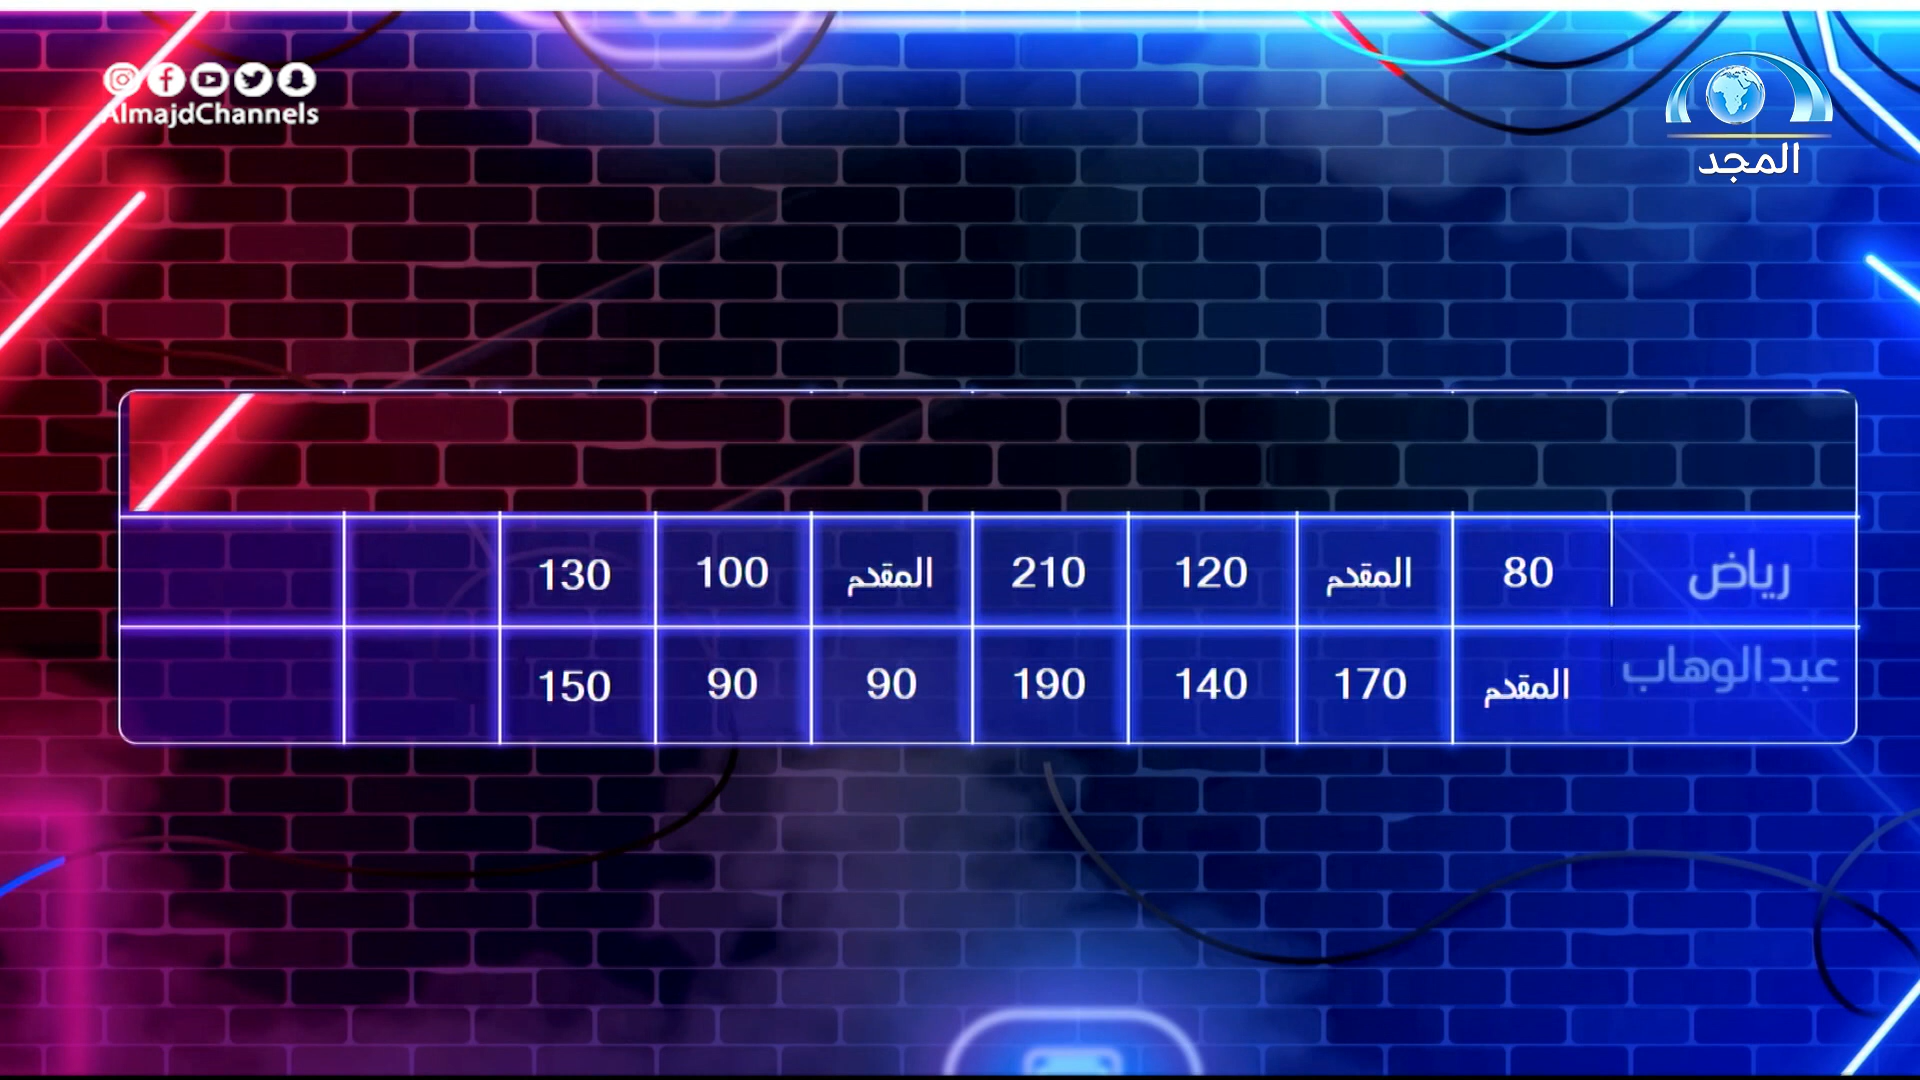 AlmajdChannels
المجد
رياض 80 المقدم 120 210 المقدم 100 130
عبدالوهاب المقدم 170 140 190 90 90 150